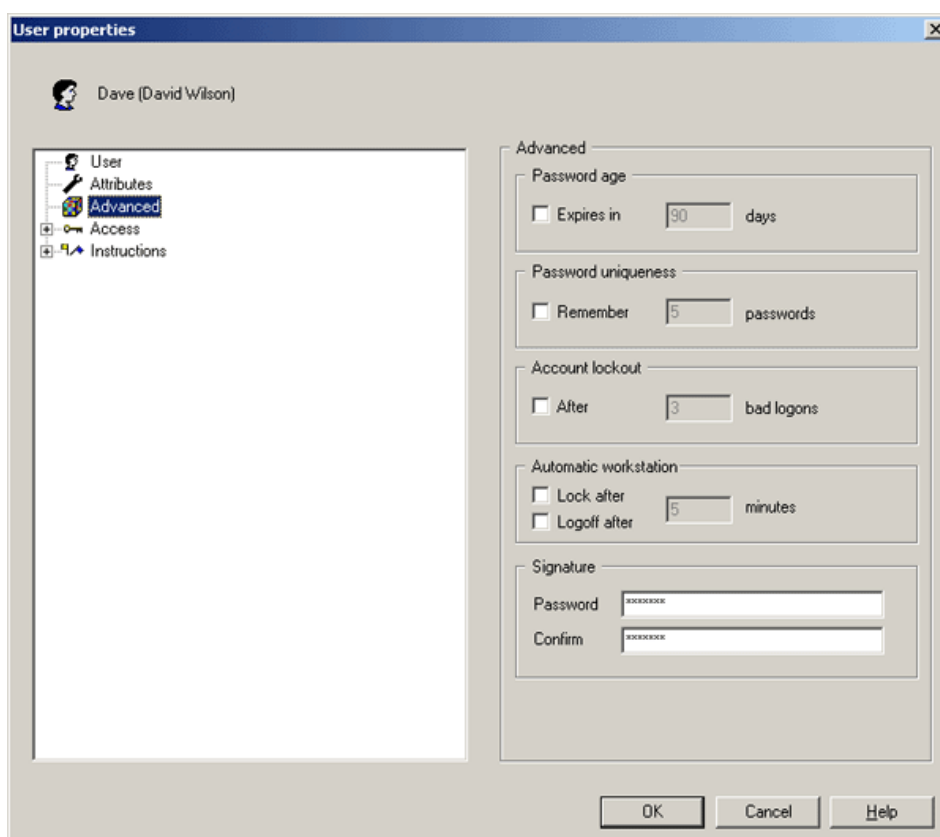 User properties
Dave (David Wilson)
User
Attributes
Advanced
Access
Instructions
Advanced
Password age
Expires in 90 days
Password uniqueness
Remember 5 passwords
Account lockout
After 3 bad logons
Automatic workstation
Lock after
Logoff after
5 minutes
Signature
Password *******
Confirm *******
OK Cancel Help